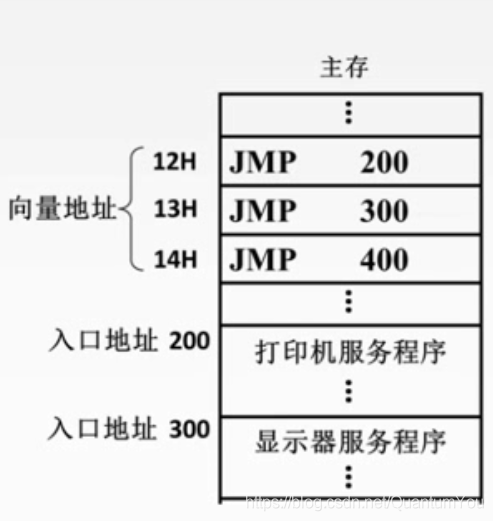 主存
⋮
12H JMP 200
向量地址 13H JMP 300
14H JMP 400
⋮
入口地址 200 打印机服务程序
⋮
入口地址 300 显示器服务程序
⋮
https://blog.csdn.net/QuantumYou